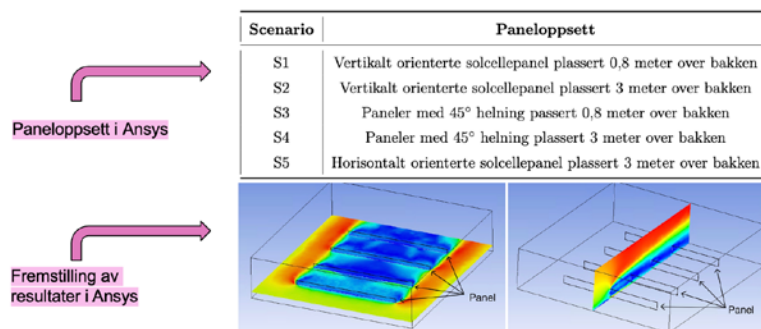 Scenario Paneloppsett
S1 Vertikalt orienterte solcellepanel plassert 0,8 meter over bakken
S2 Vertikalt orienterte solcellepanel plassert 3 meter over bakken
S3 Paneler med 45° helning passert 0,8 meter over bakken
S4 Paneler med 45° helning plassert 3 meter over bakken
S5 Horisontalt orienterte solcellepanel plassert 3 meter over bakken
Paneloppsett i Ansys
Fremstilling av
resultater i Ansys
Panel
Panel